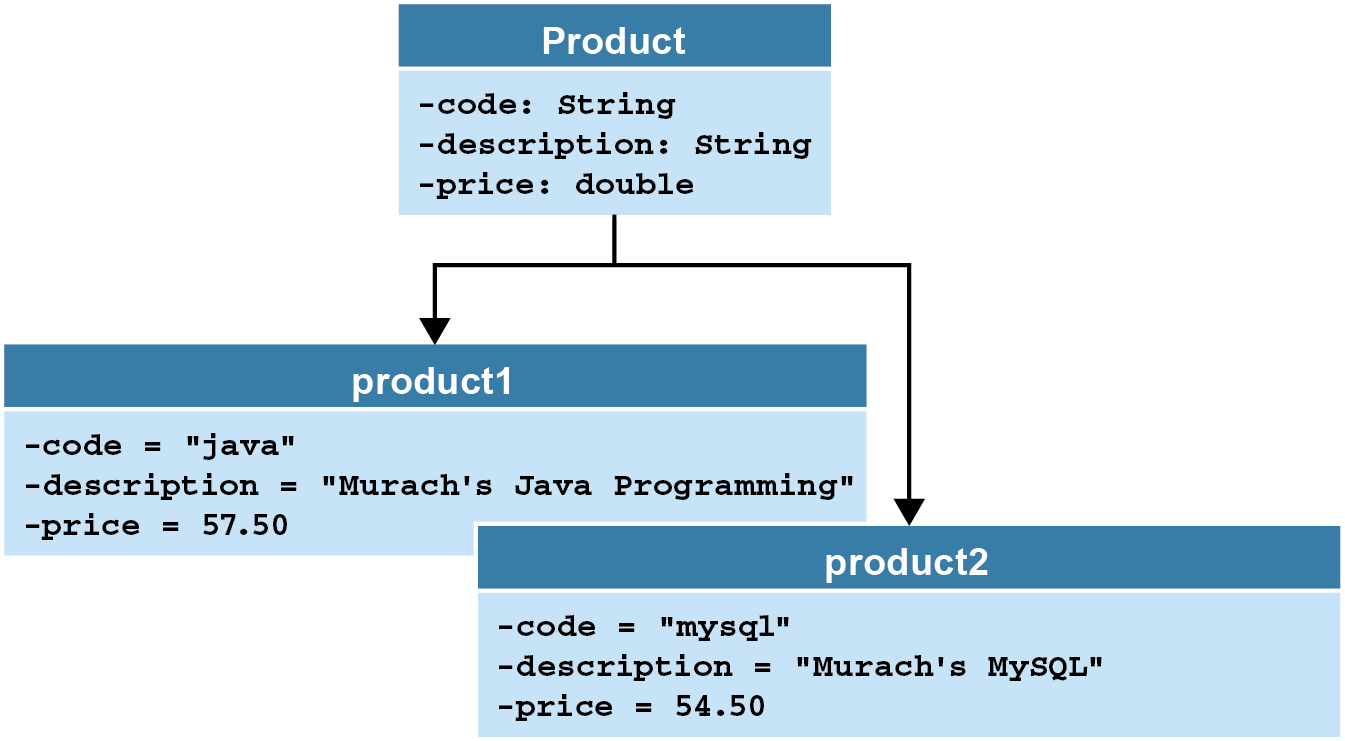 Product
-code: String
-description: String
-price: double
product1
-code = "java"
-description = "Murach's Java Programming"
-price = 57.50
product2
-code = "mysql"
-description = "Murach's MySQL"
-price = 54.50